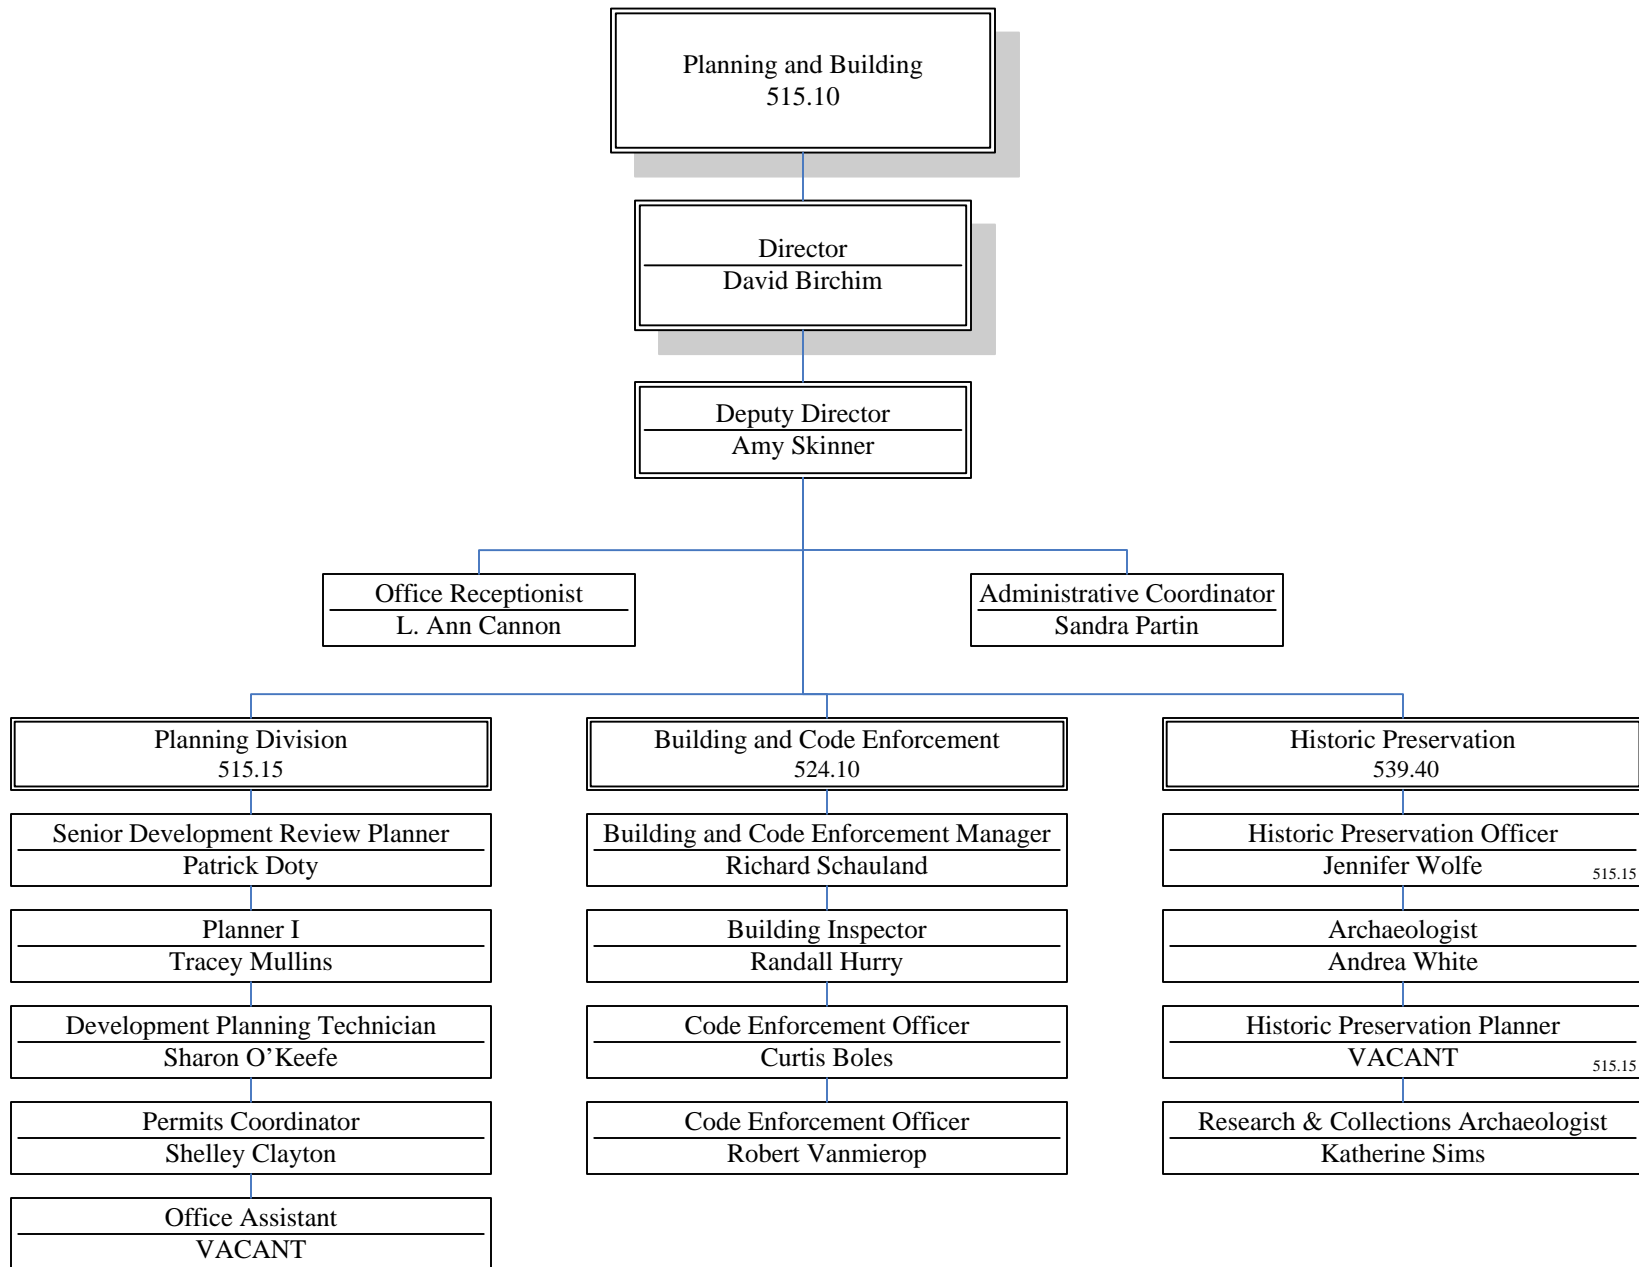 Planning and Building
515.10
Director
David Birchim
Deputy Director
Amy Skinner
Office Receptionist
L. Ann Cannon
Administrative Coordinator
Sandra Partin
Planning Division
515.15
Senior Development Review Planner
Patrick Doty
Planner I
Tracey Mullins
Development Planning Technician
Sharon O’Keefe
Permits Coordinator
Shelley Clayton
Office Assistant
VACANT
Building and Code Enforcement
524.10
Building and Code Enforcement Manager
Richard Schauland
Building Inspector
Randall Hurry
Code Enforcement Officer
Curtis Boles
Code Enforcement Officer
Robert Vanmierop
Historic Preservation
539.40
Historic Preservation Officer
Jennifer Wolfe 515.15
Archaeologist
Andrea White
Historic Preservation Planner
VACANT 515.15
Research & Collections Archaeologist
Katherine Sims